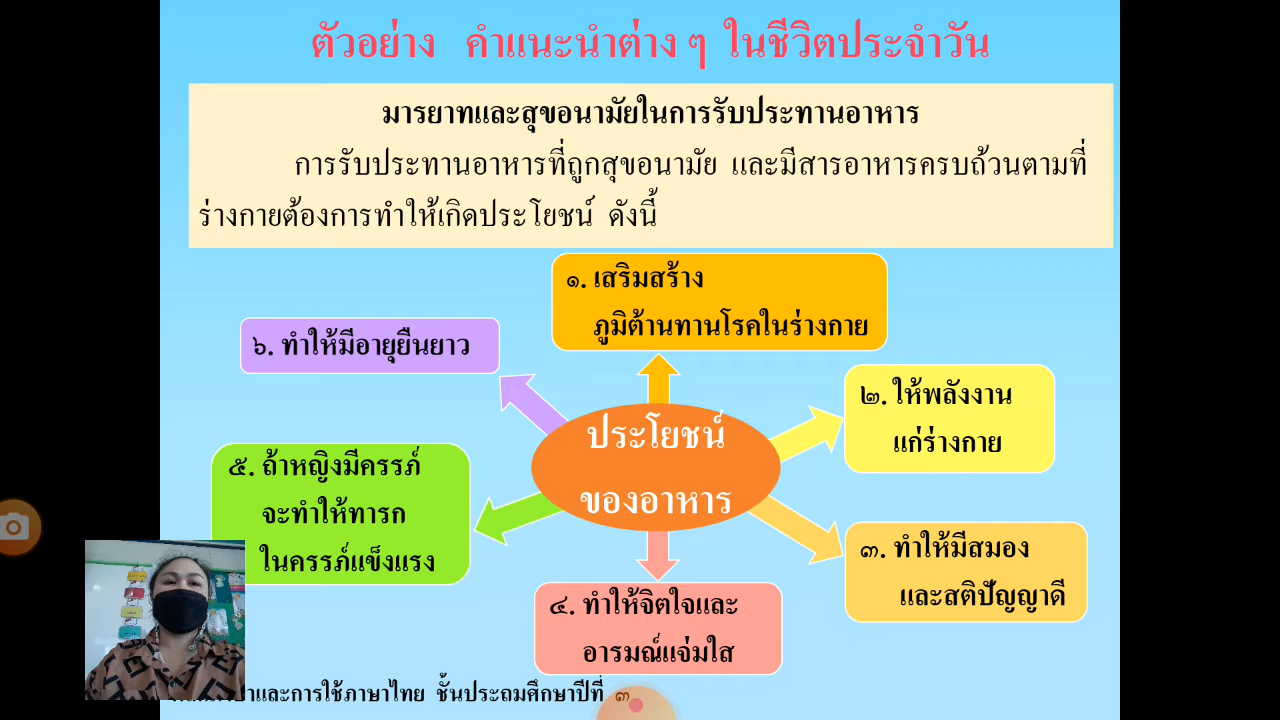 ตัวอย่าง คำแนะนำต่าง ๆ ในชีวิตประจำวัน
มารยาทและสุขอนามัยในการรับประทานอาหาร
การรับประทานอาหารที่ถูกสุขอนามัย และมีสารอาหารครบถ้วนตามที่
ร่างกายต้องการทำให้เกิดประโยชน์ ดังนี้
๑. เสริมสร้าง
ภูมิต้านทานโรคในร่างกาย
๒. ให้พลังงาน
แก่ร่างกาย
๓. ทำให้มีสมอง
และสติปัญญาดี
๔. ทำให้จิตใจและ
อารมณ์แจ่มใส
๕. ถ้าหญิงมีครรภ์
จะทำให้ทารก
ในครรภ์แข็งแรง
๖. ทำให้มีอายุยืนยาว
ประโยชน์
ของอาหาร
และการใช้ภาษาไทย ชั้นประถมศึกษาปีที่ ๓